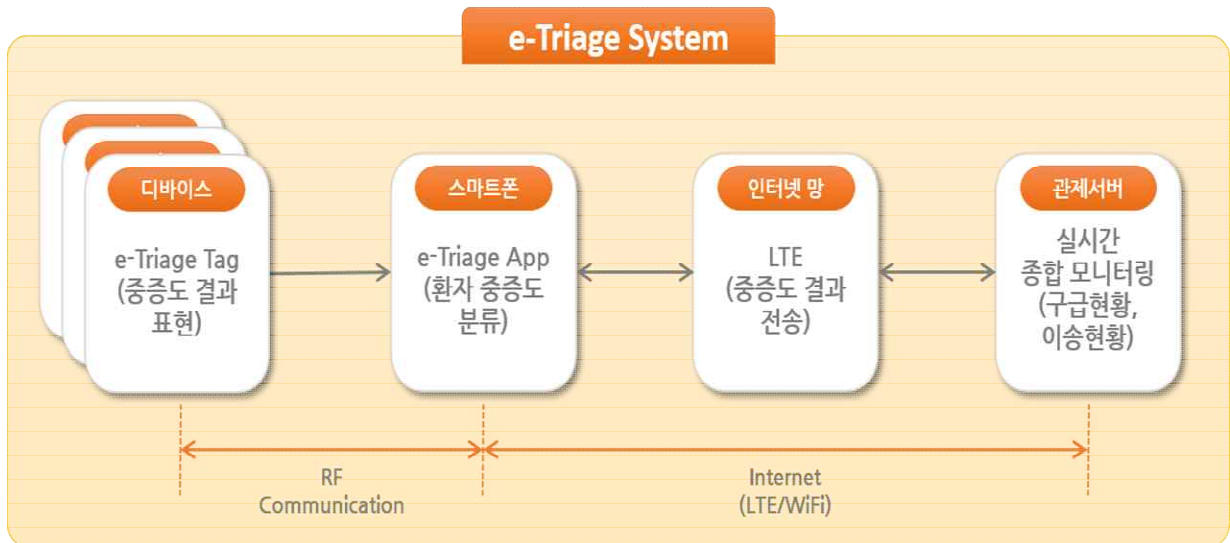 e-Triage System
디바이스
e-Triage Tag
(중증도 결과
표현)
스마트폰
e-Triage App
(환자 중증도
분류)
인터넷 망
LTE
(중증도 결과
전송)
관제서버
실시간
종합 모니터링
(구급현황,
이송현황)
RF
Communication
Internet
(LTE/WiFi)